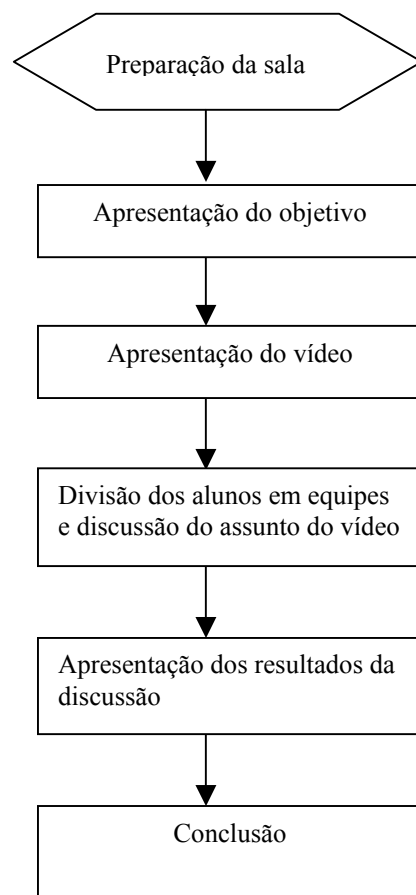 Preparação da sala
Apresentação do objetivo
Apresentação do vídeo
Divisão dos alunos em equipes
e discussão do assunto do vídeo
Apresentação dos resultados da
discussão
Conclusão